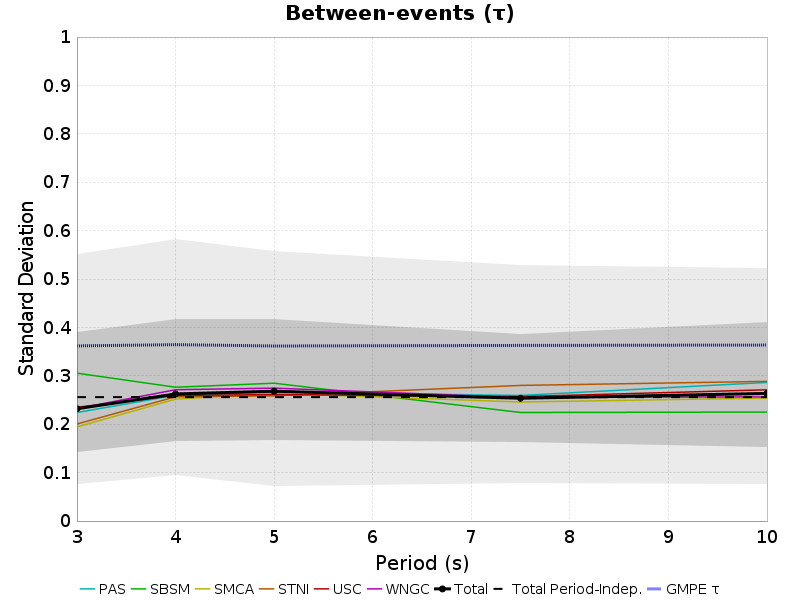 Between-events (τ)
1
0.9
0.8
0.7
0.6
0.5
0.4
0.3
0.2
0.1
0
Standard Deviation
3 4 5 6 7 8 9 10
Period (s)
PAS SBSM SMCA STNI USC WNGC Total Total Period-Indep. GMPE τ